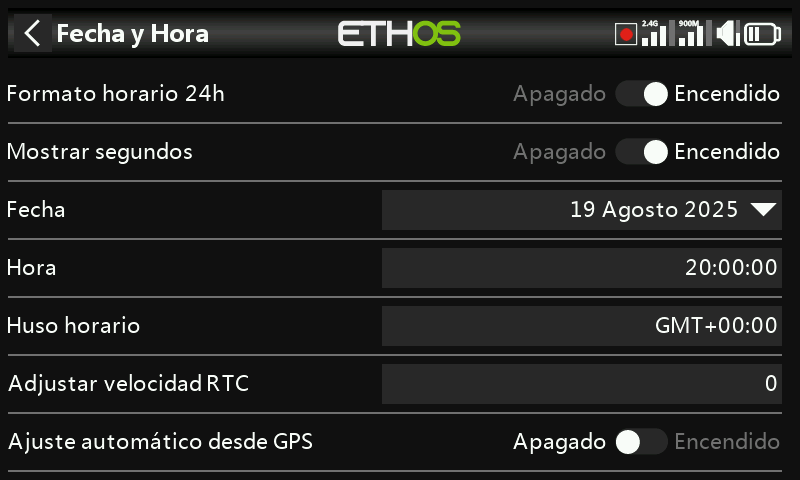 Fecha y Hora ETHOS 2.4G 900M
Formato horario 24h Apagado Encendido
Mostrar segundos Apagado Encendido
Fecha 19 Agosto 2025
Hora 20:00:00
Huso horario GMT+00:00
Adjustar velocidad RTC 0
Ajuste automático desde GPS Apagado Encendido